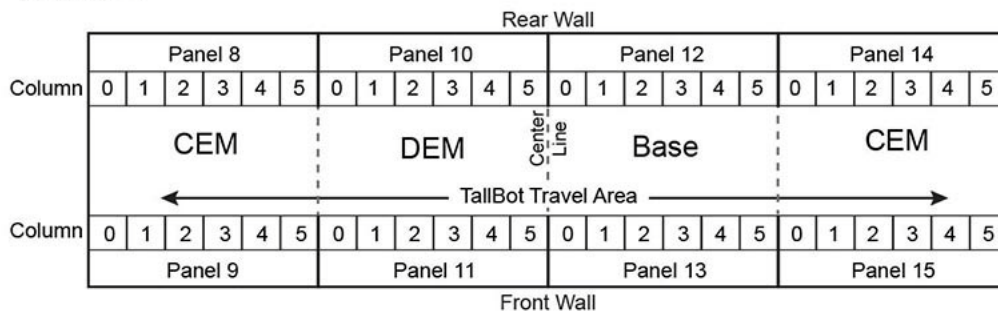 Rear Wall
Panel 8 Panel 10 Panel 12 Panel 14
Column 0 1 2 3 4 5 0 1 2 3 4 5 0 1 2 3 4 5 0 1 2 3 4 5
CEM DEM Center Line Base CEM
TallBot Travel Area
Column 0 1 2 3 4 5 0 1 2 3 4 5 0 1 2 3 4 5 0 1 2 3 4 5
Panel 9 Panel 11 Panel 13 Panel 15
Front Wall